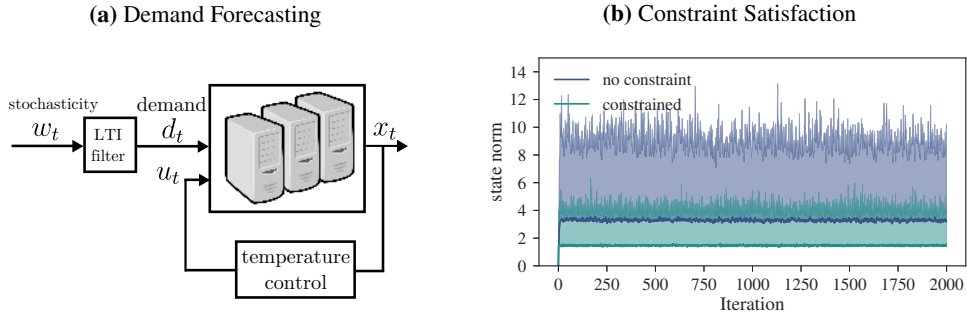 (a) Demand Forecasting
stochasticity
w_t
LTI
filter
demand
d_t
u_t
x_t
temperature
control
(b) Constraint Satisfaction
state norm
14
12
10
8
6
4
2
0
no constraint
constrained
0 250 500 750 1000 1250 1500 1750 2000
Iteration